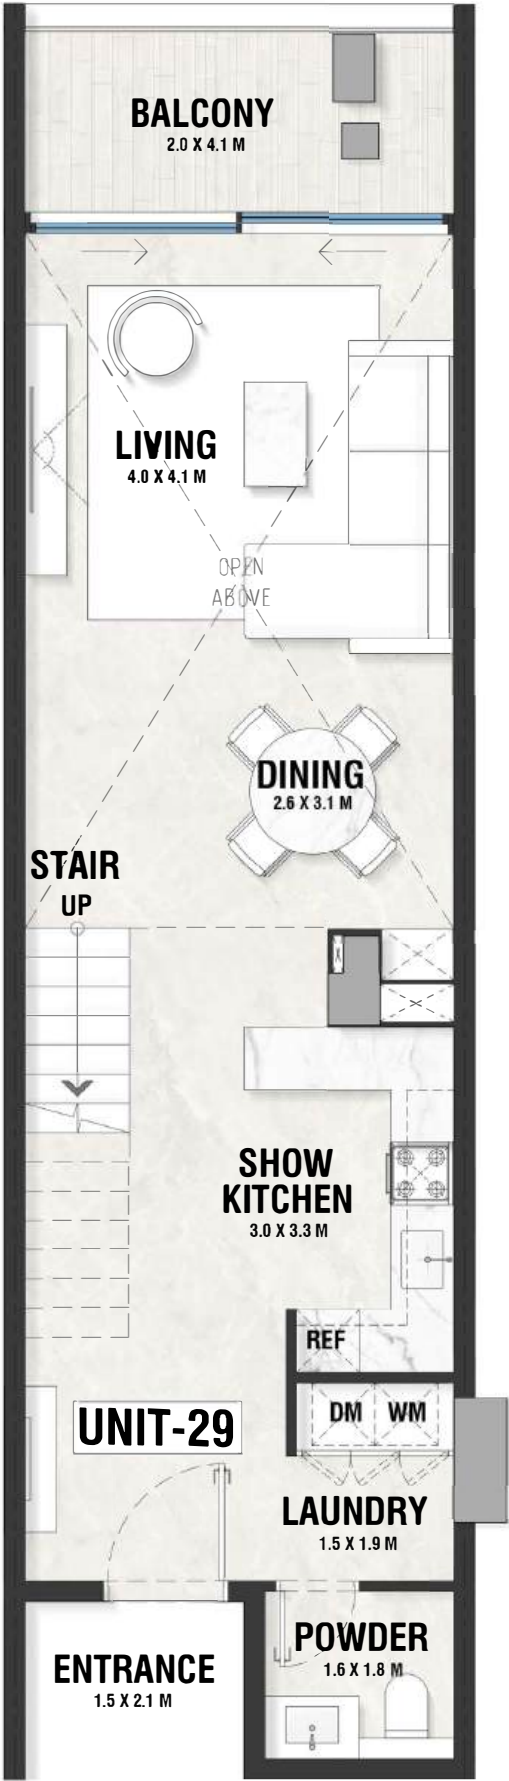 BALCONY
2.0 X 4.1 M
LIVING
4.0 X 4.1 M
OPEN
ABOVE
DINING
2.6 X 3.1 M
STAIR
UP
SHOW
KITCHEN
3.0 X 3.3 M
REF
DM WM
UNIT-29
LAUNDRY
1.5 X 1.9 M
POWDER
1.6 X 1.8 M
ENTRANCE
1.5 X 2.1 M